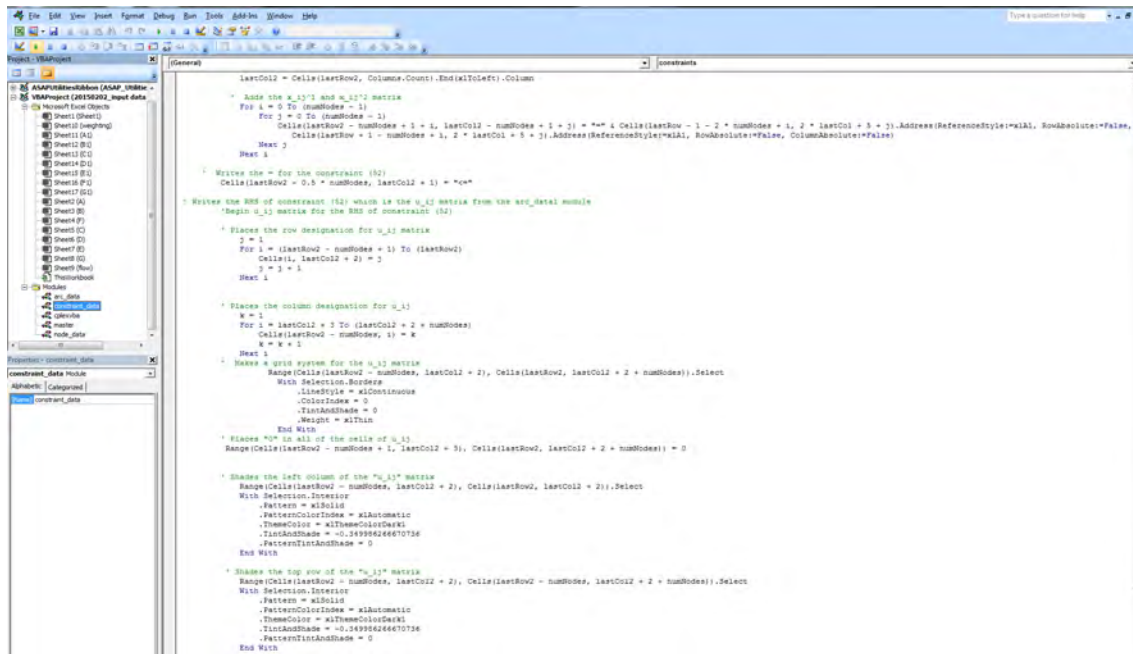 File Edit View Insert Format Debug Run Tools Add-Ins Window Help
Type a question for help
Project - VBAProject
(General)
constraints
ASAPUtilitiesRibbon (ASAP_Utilitie
VBAProject (20150202_input data
Microsoft Excel Objects
Sheet1 (Sheet1)
Sheet10 (weighting)
Sheet11 (A1)
Sheet12 (B1)
Sheet13 (C1)
Sheet14 (D1)
Sheet15 (E1)
Sheet16 (F1)
Sheet17 (G1)
Sheet2 (A)
Sheet3 (B)
Sheet4 (F)
Sheet5 (C)
Sheet6 (D)
Sheet7 (E)
Sheet8 (G)
Sheet9 (flow)
ThisWorkbook
Modules
arc_data
constraint_data
cplexvba
master
node_data
Properties - constraint_data
constraint_data Module
Alphabetic Categorized
(Name) constraint_data
lastCol2 = Cells(lastRow2, Columns.Count).End(xlToLeft).Column
' Adds the x_ij^1 and m_ij^2 matrix
For i = 0 To (numNodes - 1)
For j = 0 To (numNodes - 1)
Cells(lastRow2 - numNodes + 1 + i, lastCol2 - numNodes + 1 + j) = "=" & Cells(lastRow - 1 - 2 * numNodes + i, 2 * lastCol + 5 + j).Address(ReferenceStyle:=xlA1, RowAbsolute:=False,
Cells(lastRow + 1 - numNodes + i, 2 * lastCol + 5 + j).Address(ReferenceStyle:=xlA1, RowAbsolute:=False, ColumnAbsolute:=False)
Next j
Next i
' Writes the = for the constraint (52)
Cells(lastRow2 - 0.5 * numNodes, lastCol2 + 1) = "<="
' Writes the RHS of constraint (52) which is the u_ij matrix from the arc_data1 module
'Begin u_ij matrix for the RHS of constraint (52)
' Places the row designation for u_ij matrix
j = 1
For i = (lastRow2 - numNodes + 1) To (lastRow2)
Cells(i, lastCol2 + 2) = j
j = j + 1
Next i
' Places the column designation for u_ij
k = 1
For i = lastCol2 + 3 To (lastCol2 + 2 + numNodes)
Cells(lastRow2 - numNodes, i) = k
k = k + 1
Next i
' Makes a grid system for the u_ij matrix
Range(Cells(lastRow2 - numNodes, lastCol2 + 2), Cells(lastRow2, lastCol2 + 2 + numNodes)).Select
With Selection.Borders
.LineStyle = xlContinuous
.ColorIndex = 0
.TintAndShade = 0
.Weight = xlThin
End With
' Places "0" in all of the cells of u_ij
Range(Cells(lastRow2 - numNodes + 1, lastCol2 + 3), Cells(lastRow2, lastCol2 + 2 + numNodes)) = 0
' Shades the left column of the "u_ij" matrix
Range(Cells(lastRow2 - numNodes, lastCol2 + 2), Cells(lastRow2, lastCol2 + 2)).Select
With Selection.Interior
.Pattern = xlSolid
.PatternColorIndex = xlAutomatic
.ThemeColor = xlThemeColorDark1
.TintAndShade = -0.349986266670736
.PatternTintAndShade = 0
End With
' Shades the top row of the "u_ij" matrix
Range(Cells(lastRow2 - numNodes, lastCol2 + 2), Cells(lastRow2 - numNodes, lastCol2 + 2 + numNodes)).Select
With Selection.Interior
.Pattern = xlSolid
.PatternColorIndex = xlAutomatic
.ThemeColor = xlThemeColorDark1
.TintAndShade = -0.349986266670736
.PatternTintAndShade = 0
End With